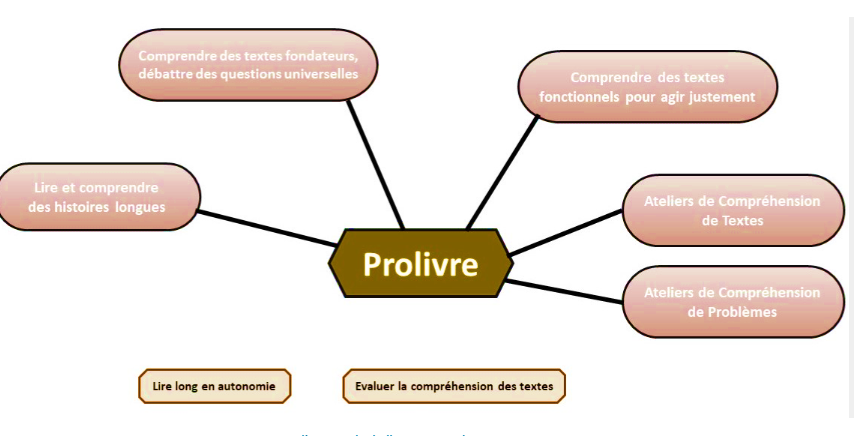 Comprendre des textes fondateurs,
débattre des questions universelles
Comprendre des textes
fonctionnels pour agir justement
Lire et comprendre
des histoires longues
Ateliers de Compréhension
de Textes
Prolivre
Ateliers de Compréhension
de Problèmes
Lire long en autonomie
Evaluer la compréhension des textes